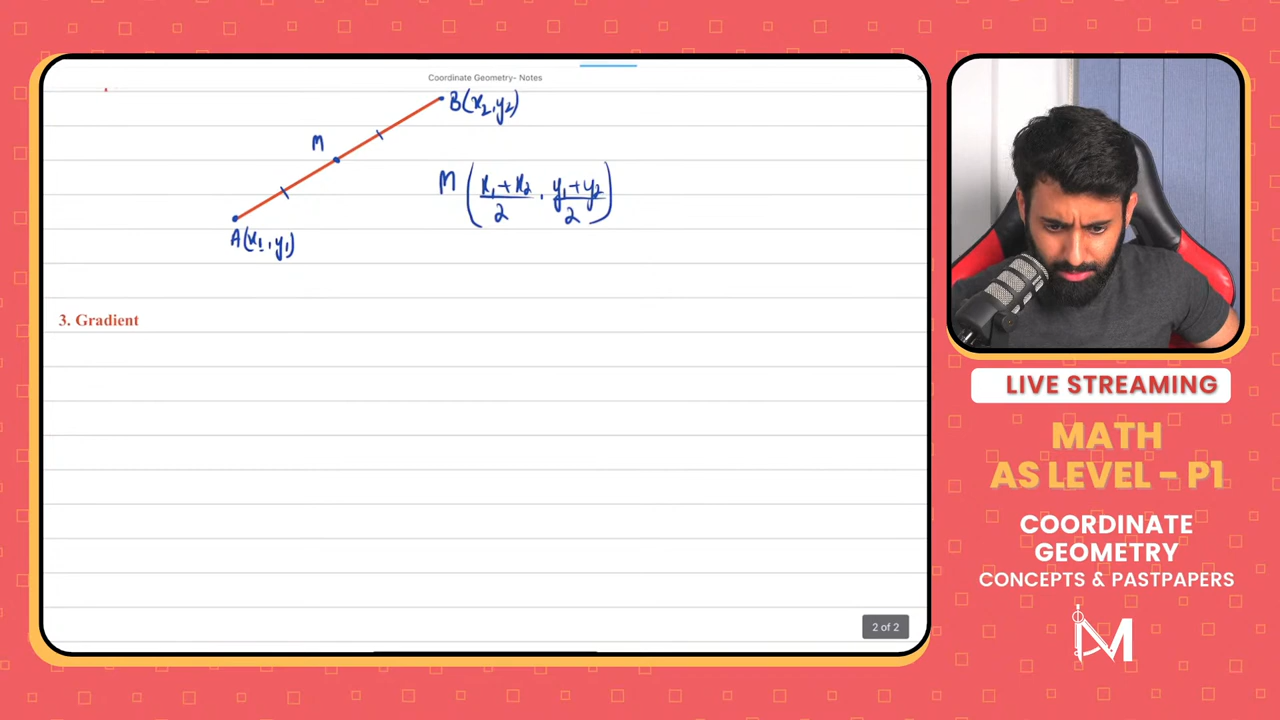 Coordinate Geometry- Notes
B(x₂,y₂)
M
M (x₁+x₂/2, y₁+y₂/2)
A(x₁,y₁)
3. Gradient
2 of 2
LIVE STREAMING
MATH
AS LEVEL - P1
COORDINATE
GEOMETRY
CONCEPTS & PASTPAPERS
M